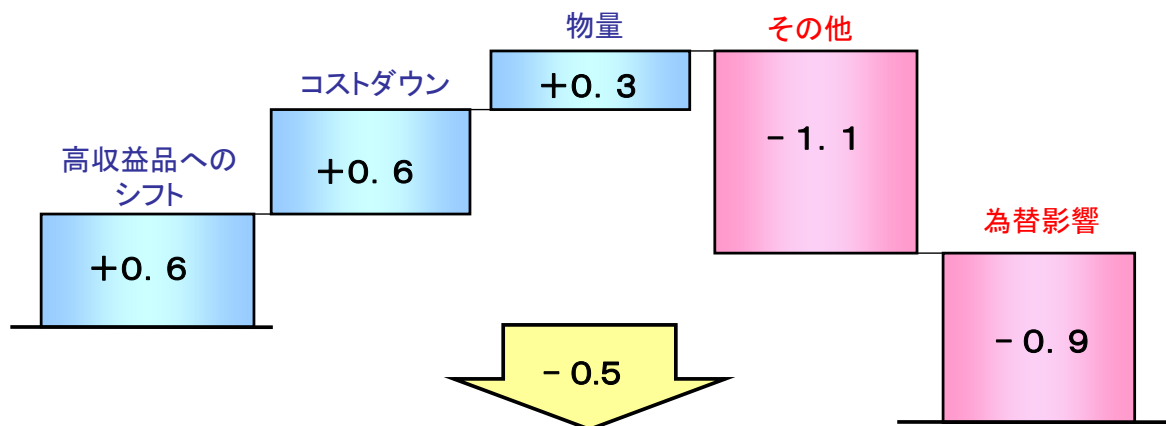 高収益品への
シフト
+0. 6
コストダウン
+0. 6
物量
+0. 3
その他
- 1. 1
為替影響
- 0. 9
- 0.5